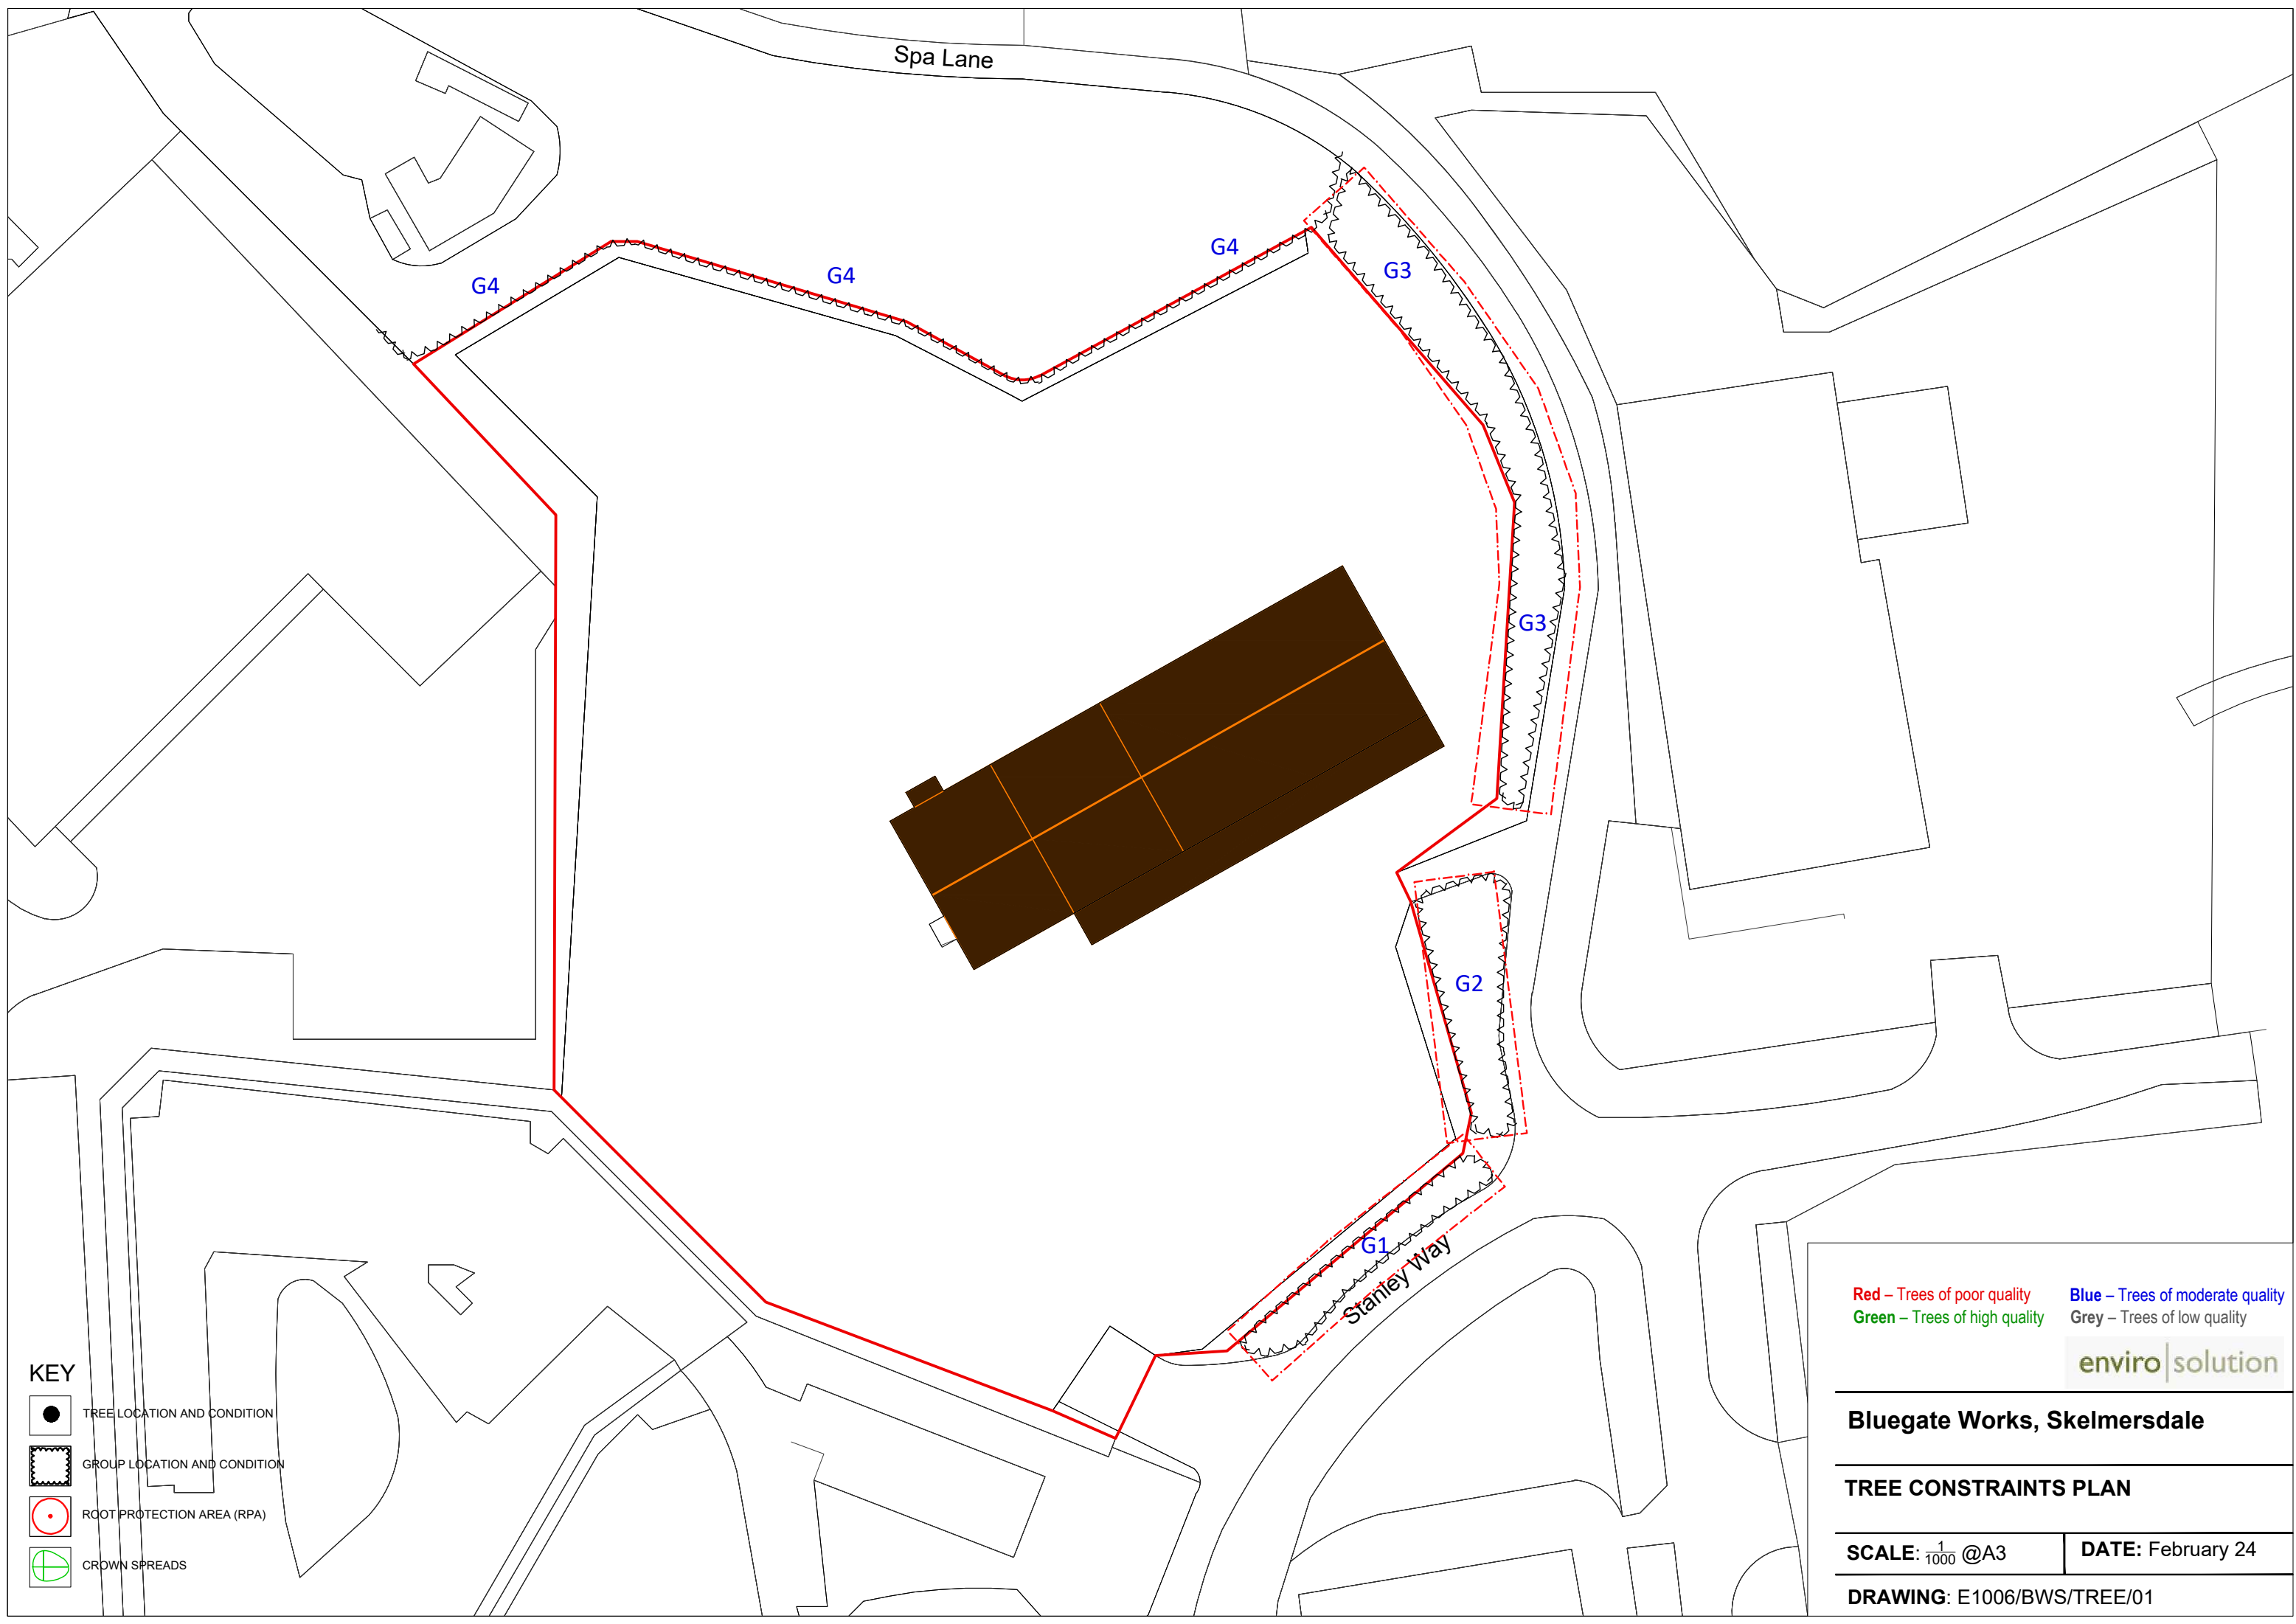 Spa Lane
G4
G4
G4
G3
G3
G2
G1
Stanley Way
KEY
TREE LOCATION AND CONDITION
GROUP LOCATION AND CONDITION
ROOT PROTECTION AREA (RPA)
CROWN SPREADS
Red – Trees of poor quality
Blue – Trees of moderate quality
Green – Trees of high quality
Grey – Trees of low quality
enviro|solution
Bluegate Works, Skelmersdale
TREE CONSTRAINTS PLAN
SCALE: 1/1000 @A3
DATE: February 24
DRAWING: E1006/BWS/TREE/01